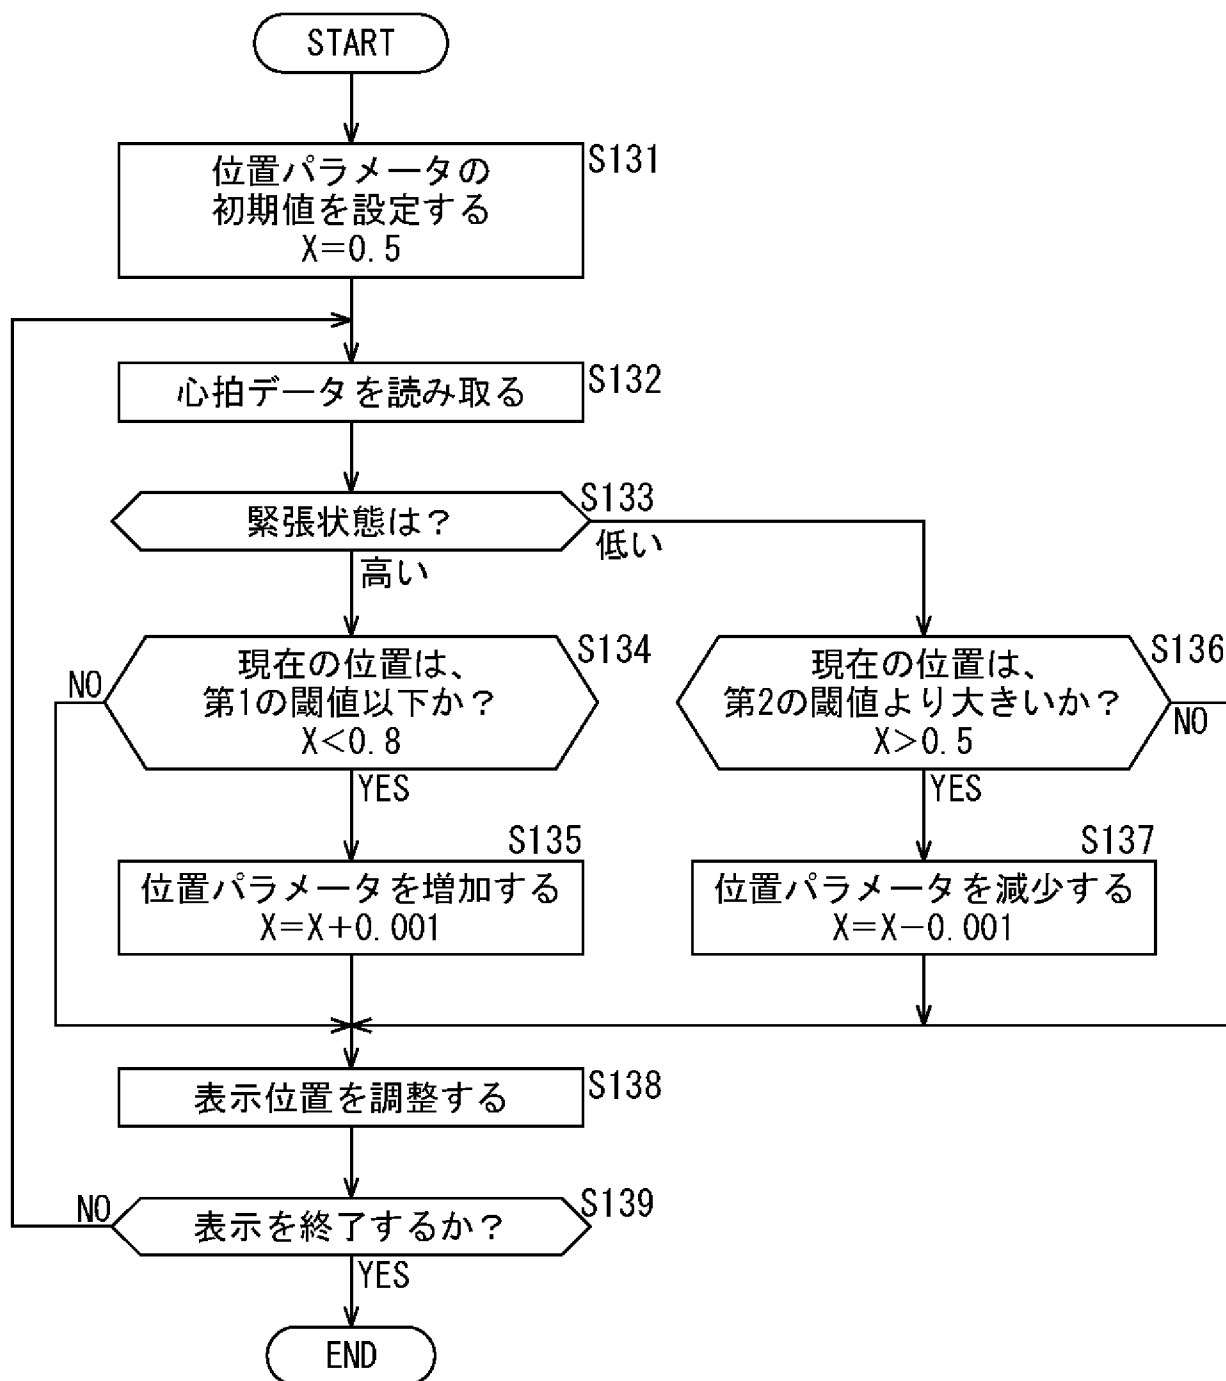 START
S131
位置パラメータの
初期値を設定する
X=0.5
S132
心拍データを読み取る
S133
緊張状態は？
低い
高い
S134
現在の位置は、
第1の閾値以下か？
X<0.8
NO
YES
S136
現在の位置は、
第2の閾値より大きいか？
X>0.5
NO
YES
S135
位置パラメータを増加する
X=X+0.001
S137
位置パラメータを減少する
X=X−0.001
S138
表示位置を調整する
S139
表示を終了するか？
NO
YES
END